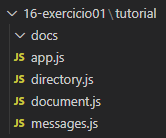 16-exercicio01\tutorial
docs
JS app.js
JS directory.js
JS document.js
JS messages.js